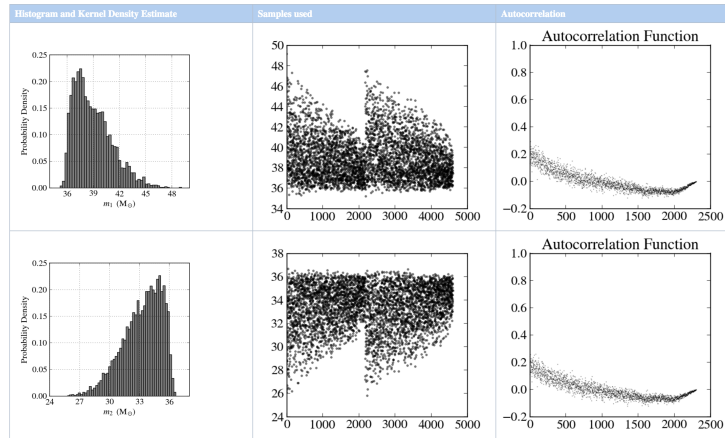 Histogram and Kernel Density Estimate
Samples used
Autocorrelation
0.25
0.20
0.15
0.10
0.05
0.00
Probability Density
36 39 42 45 48
m₁ (M☉)
50
48
46
44
42
40
38
36
34
0 1000 2000 3000 4000 5000
Autocorrelation Function
1.0
0.8
0.6
0.4
0.2
0.0
−0.2
0 500 1000 1500 2000 2500
0.25
0.20
0.15
0.10
0.05
0.00
Probability Density
24 27 30 33 36
m₂ (M☉)
38
36
34
32
30
28
26
24
0 1000 2000 3000 4000 5000
Autocorrelation Function
1.0
0.8
0.6
0.4
0.2
0.0
−0.2
0 500 1000 1500 2000 2500